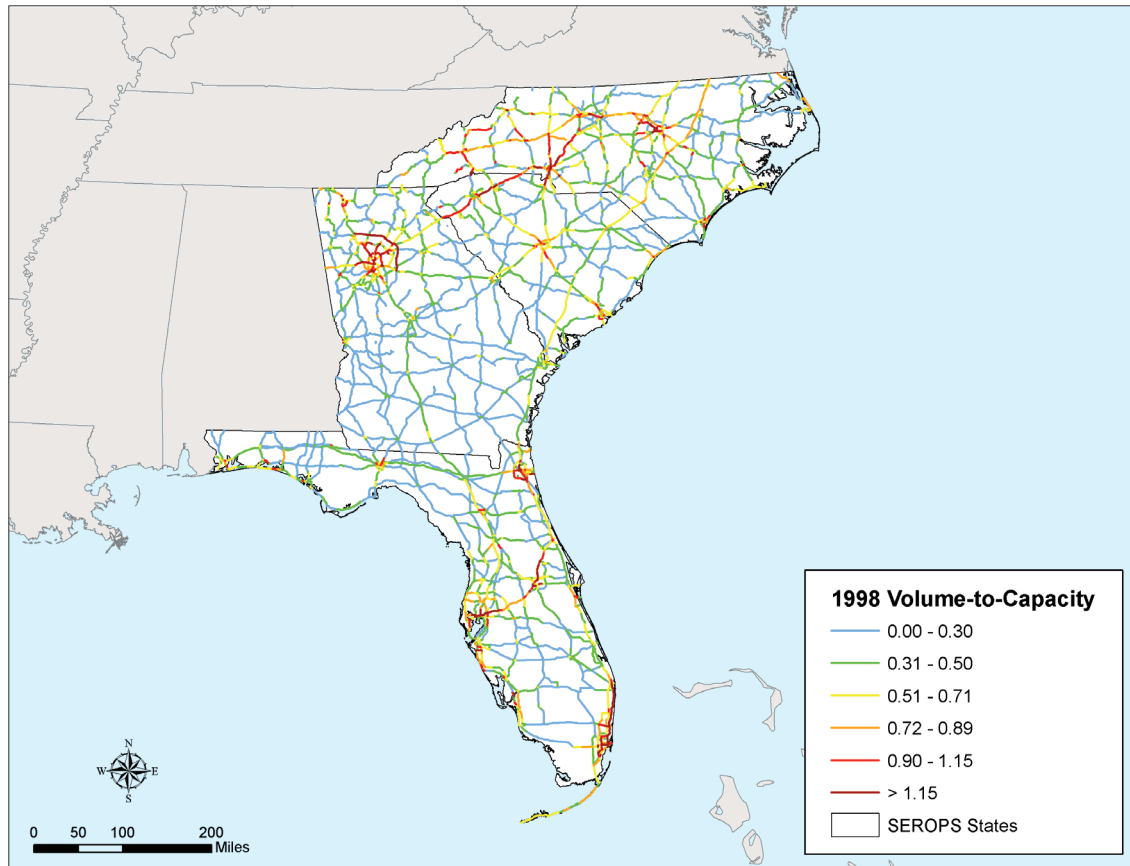 1998 Volume-to-Capacity
0.00 - 0.30
0.31 - 0.50
0.51 - 0.71
0.72 - 0.89
0.90 - 1.15
> 1.15
SEROPS States
N
W E
S
0 50 100 200
Miles